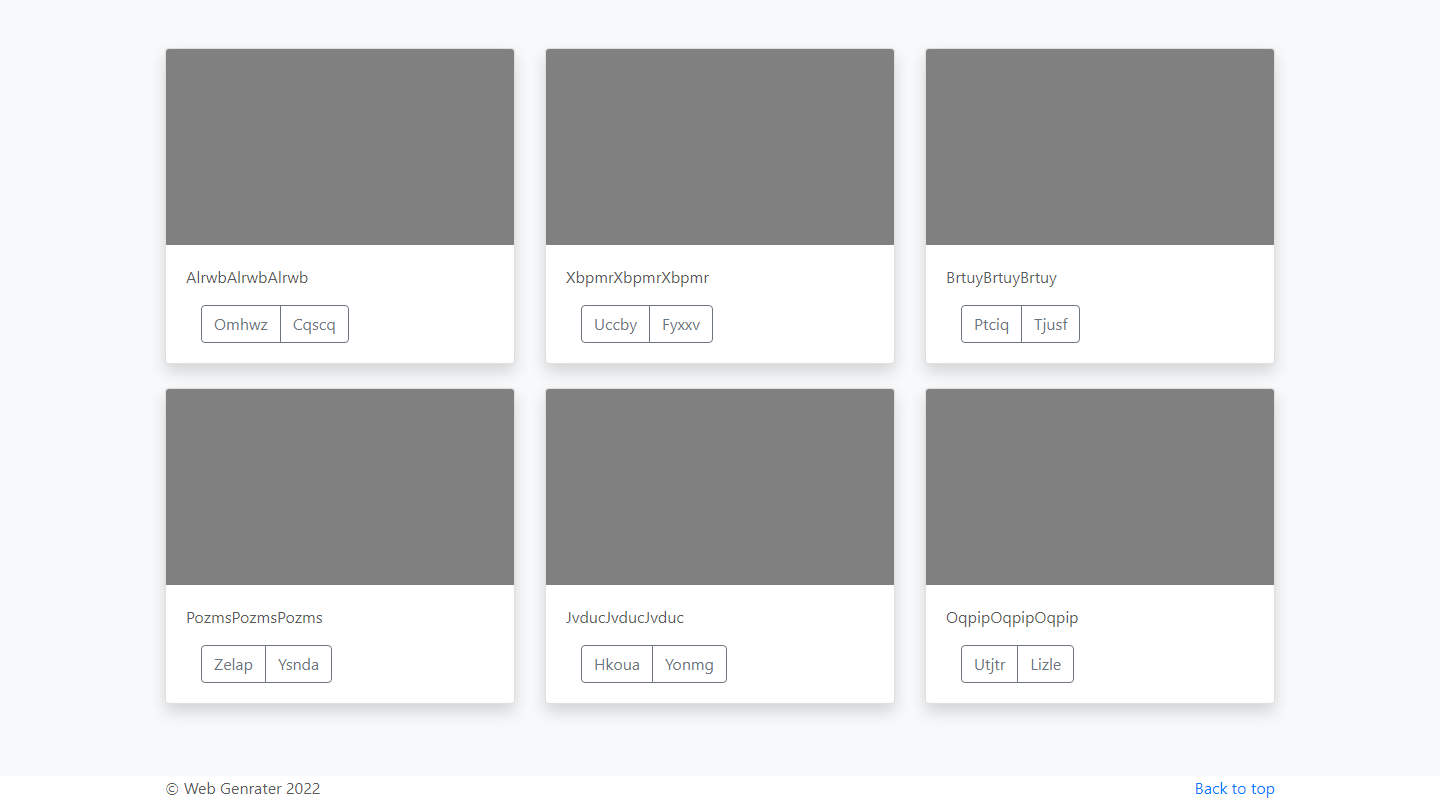 AlrwbAlrwbAlrwb
Omhwz Cqscq
XbpmrXbpmrXbpmr
Uccby Fyxxv
BrtuyBrtuyBrtuy
Ptciq Tjusf
PozmsPozmsPozms
Zelap Ysnda
JvducJvducJvduc
Hkoua Yonmg
OqpipOqpipOqpip
Utjtr Lizle
© Web Genrater 2022
Back to top